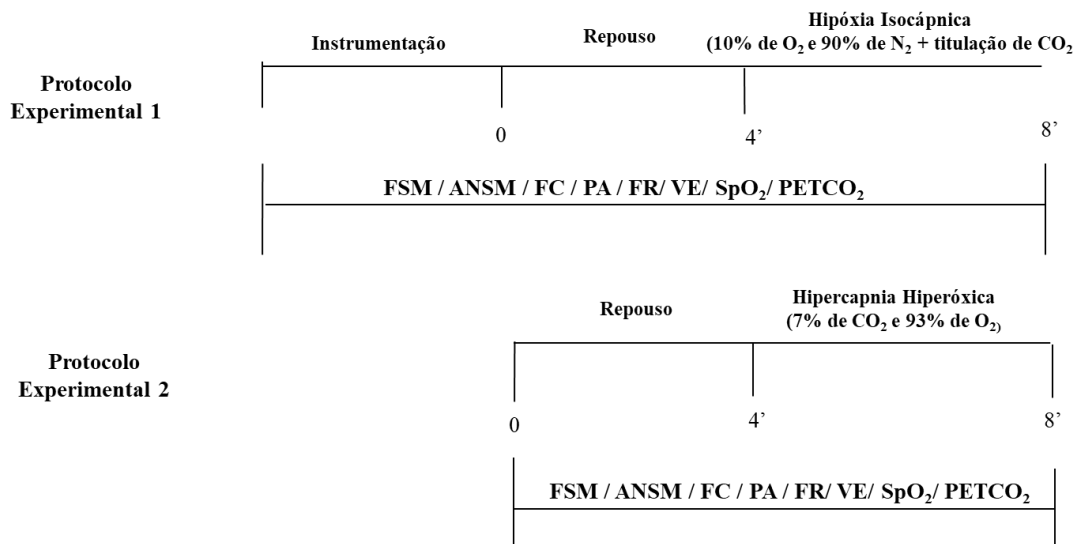 Instrumentação
Repouso
Hipóxia Isocápnica
(10% de O₂ e 90% de N₂ + titulação de CO₂
Protocolo
Experimental 1
0
4’
8’
FSM / ANSM / FC / PA / FR/ VE/ SpO₂/ PETCO₂
Repouso
Hipercapnia Hiperóxica
(7% de CO₂ e 93% de O₂₎
Protocolo
Experimental 2
0
4’
8’
FSM / ANSM / FC / PA / FR/ VE/ SpO₂/ PETCO₂